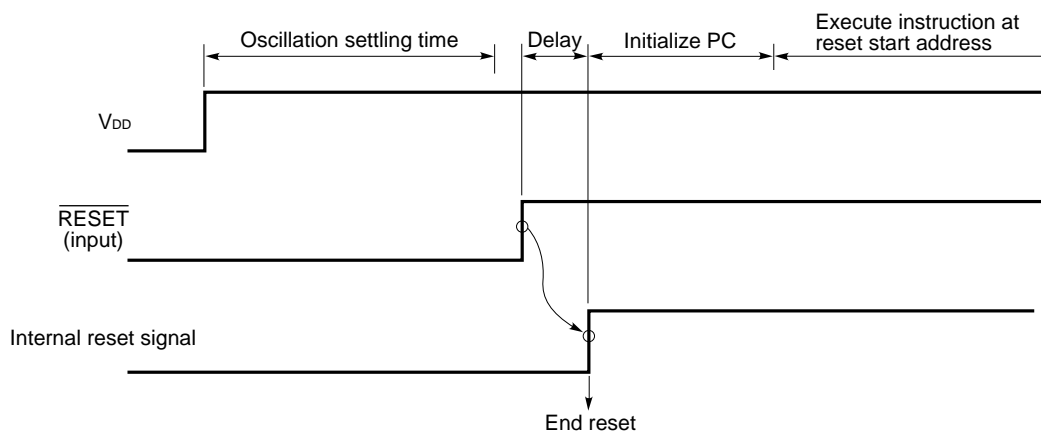 Oscillation settling time
Delay
Initialize PC
Execute instruction at
reset start address
VDD
RESET
(input)
Internal reset signal
End reset